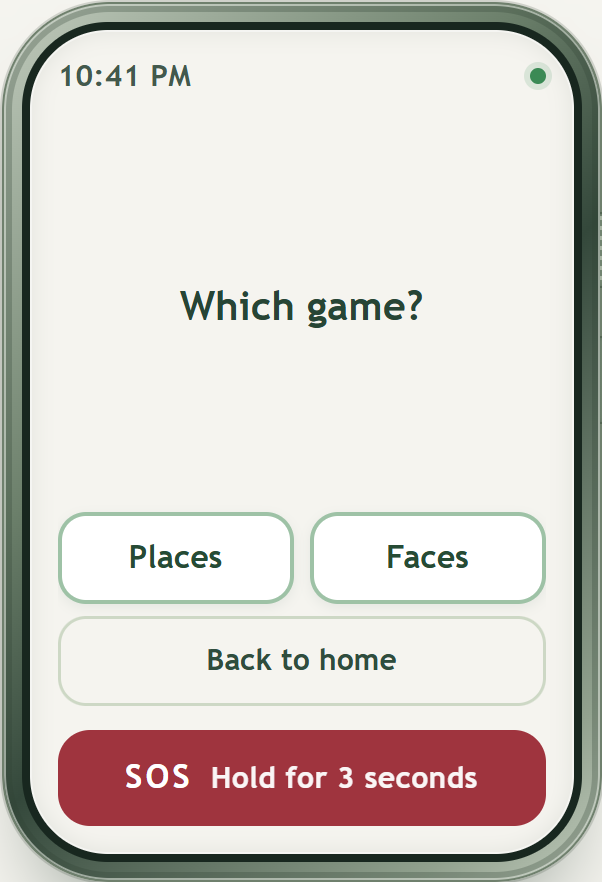 10:41 PM
Which game?
Places
Faces
Back to home
SOS Hold for 3 seconds